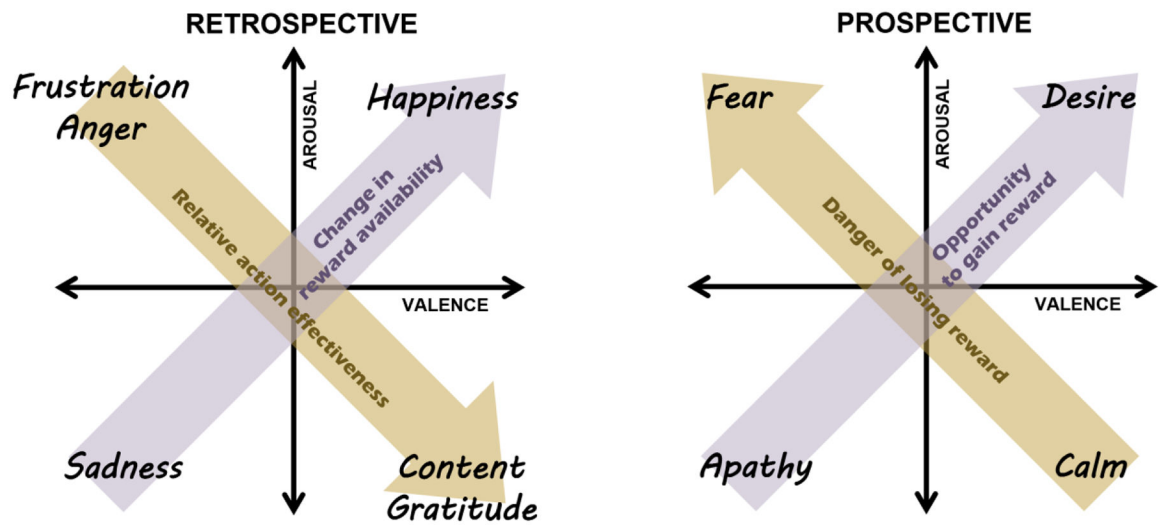 RETROSPECTIVE
Frustration
Anger
Happiness
AROUSAL
Change in
reward availability
Relative action effectiveness
VALENCE
Sadness
Content
Gratitude
PROSPECTIVE
Fear
Desire
AROUSAL
Opportunity
to gain reward
Danger of losing reward
VALENCE
Apathy
Calm